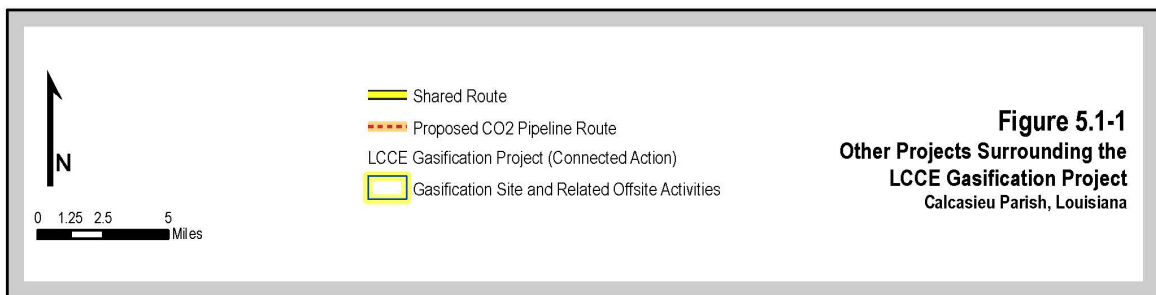 N
0 1.25 2.5 5
Miles
Shared Route
Proposed CO2 Pipeline Route
LCCE Gasification Project (Connected Action)
Gasification Site and Related Offsite Activities
Figure 5.1-1
Other Projects Surrounding the
LCCE Gasification Project
Calcasieu Parish, Louisiana